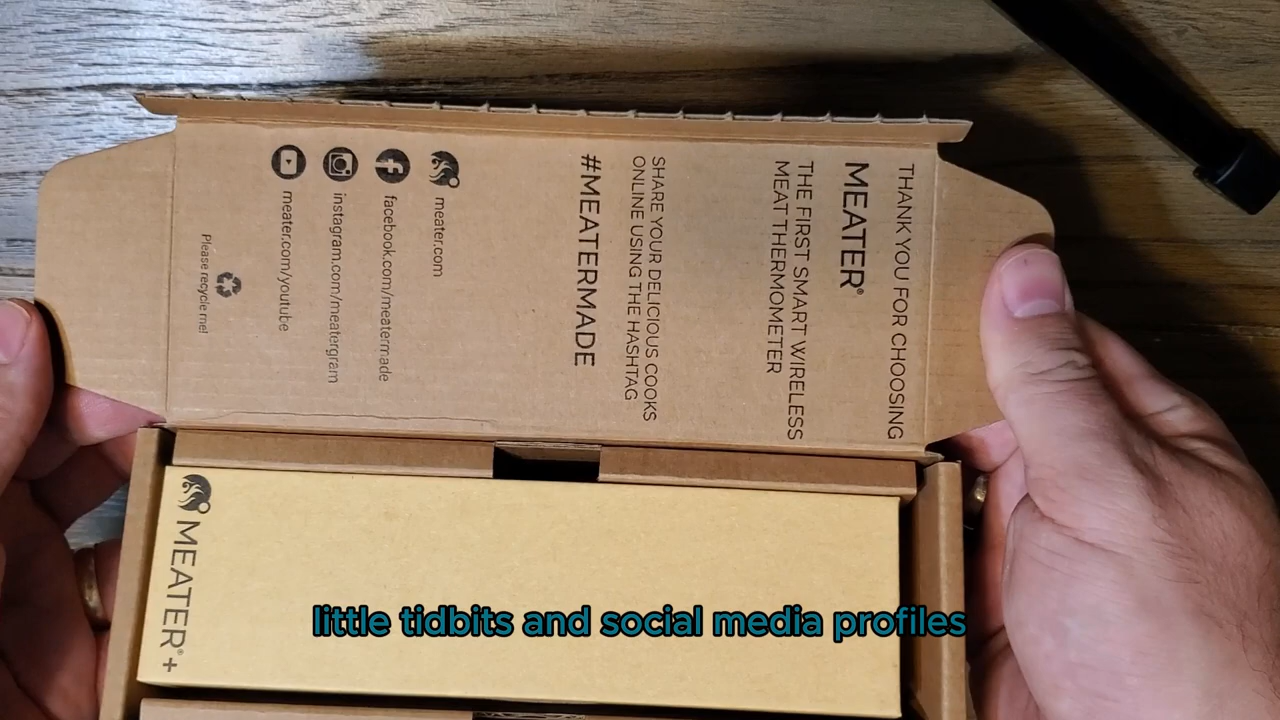 THANK YOU FOR CHOOSING
MEATER®
THE FIRST SMART WIRELESS
MEAT THERMOMETER
SHARE YOUR DELICIOUS COOKS
ONLINE USING THE HASHTAG
#MEATERMADE
meater.com
facebook.com/meatermade
instagram.com/meatergram
meater.com/youtube
Please recycle me!
MEATER®+
little tidbits and social media profiles